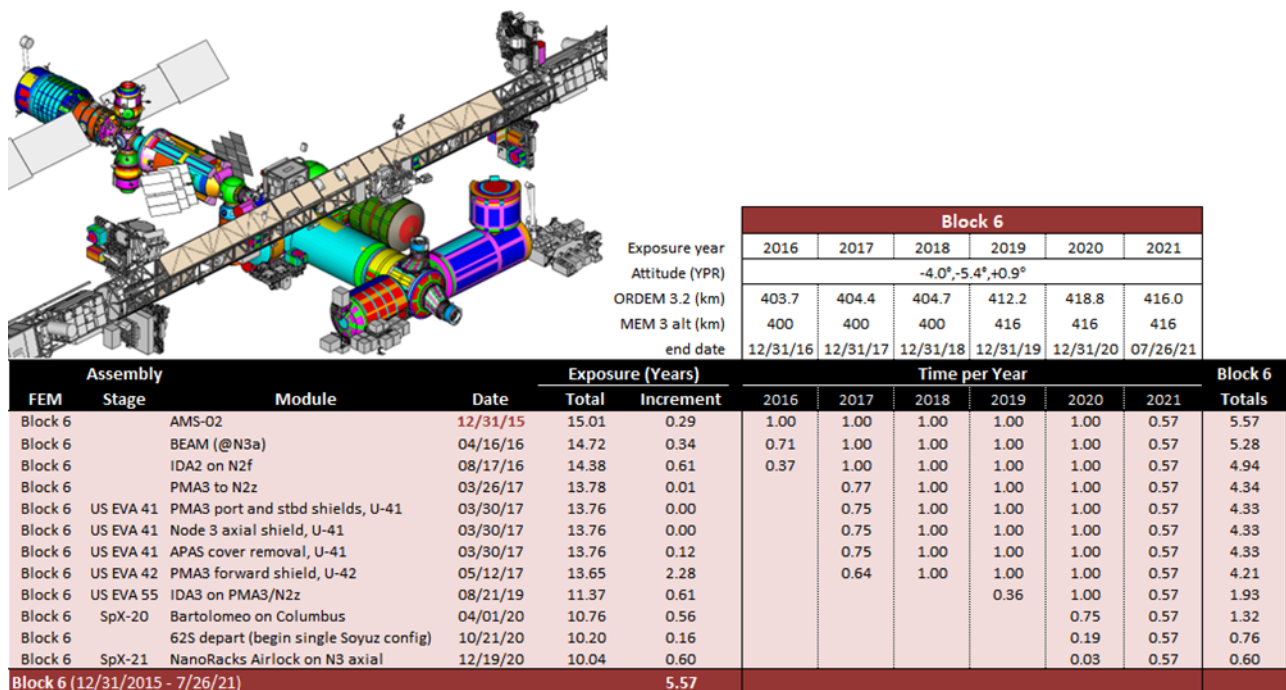 Block 6
Exposure year 2016 2017 2018 2019 2020 2021
Attitude (YPR) -4.0°,-5.4°,+0.9°
ORDEM 3.2 (km) 403.7 404.4 404.7 412.2 418.8 416.0
MEM 3 alt (km) 400 400 400 416 416 416
end date 12/31/16 12/31/17 12/31/18 12/31/19 12/31/20 07/26/21
Assembly Exposure (Years) Time per Year Block 6
FEM Stage Module Date Total Increment 2016 2017 2018 2019 2020 2021 Totals
Block 6 AMS-02 12/31/15 15.01 0.29 1.00 1.00 1.00 1.00 1.00 0.57 5.57
Block 6 BEAM (@N3a) 04/16/16 14.72 0.34 0.71 1.00 1.00 1.00 1.00 0.57 5.28
Block 6 IDA2 on N2f 08/17/16 14.38 0.61 0.37 1.00 1.00 1.00 1.00 0.57 4.94
Block 6 PMA3 to N2z 03/26/17 13.78 0.01 0.77 1.00 1.00 1.00 0.57 4.34
Block 6 US EVA 41 PMA3 port and stbd shields, U-41 03/30/17 13.76 0.00 0.75 1.00 1.00 1.00 0.57 4.33
Block 6 US EVA 41 Node 3 axial shield, U-41 03/30/17 13.76 0.00 0.75 1.00 1.00 1.00 0.57 4.33
Block 6 US EVA 41 APAS cover removal, U-41 03/30/17 13.76 0.12 0.75 1.00 1.00 1.00 0.57 4.33
Block 6 US EVA 42 PMA3 forward shield, U-42 05/12/17 13.65 2.28 0.64 1.00 1.00 1.00 0.57 4.21
Block 6 US EVA 55 IDA3 on PMA3/N2z 08/21/19 11.37 0.61 0.36 1.00 0.57 1.93
Block 6 SpX-20 Bartolomeo on Columbus 04/01/20 10.76 0.56 0.75 0.57 1.32
Block 6 62S depart (begin single Soyuz config) 10/21/20 10.20 0.16 0.19 0.57 0.76
Block 6 SpX-21 NanoRacks Airlock on N3 axial 12/19/20 10.04 0.60 0.03 0.57 0.60
Block 6 (12/31/2015 - 7/26/21) 5.57